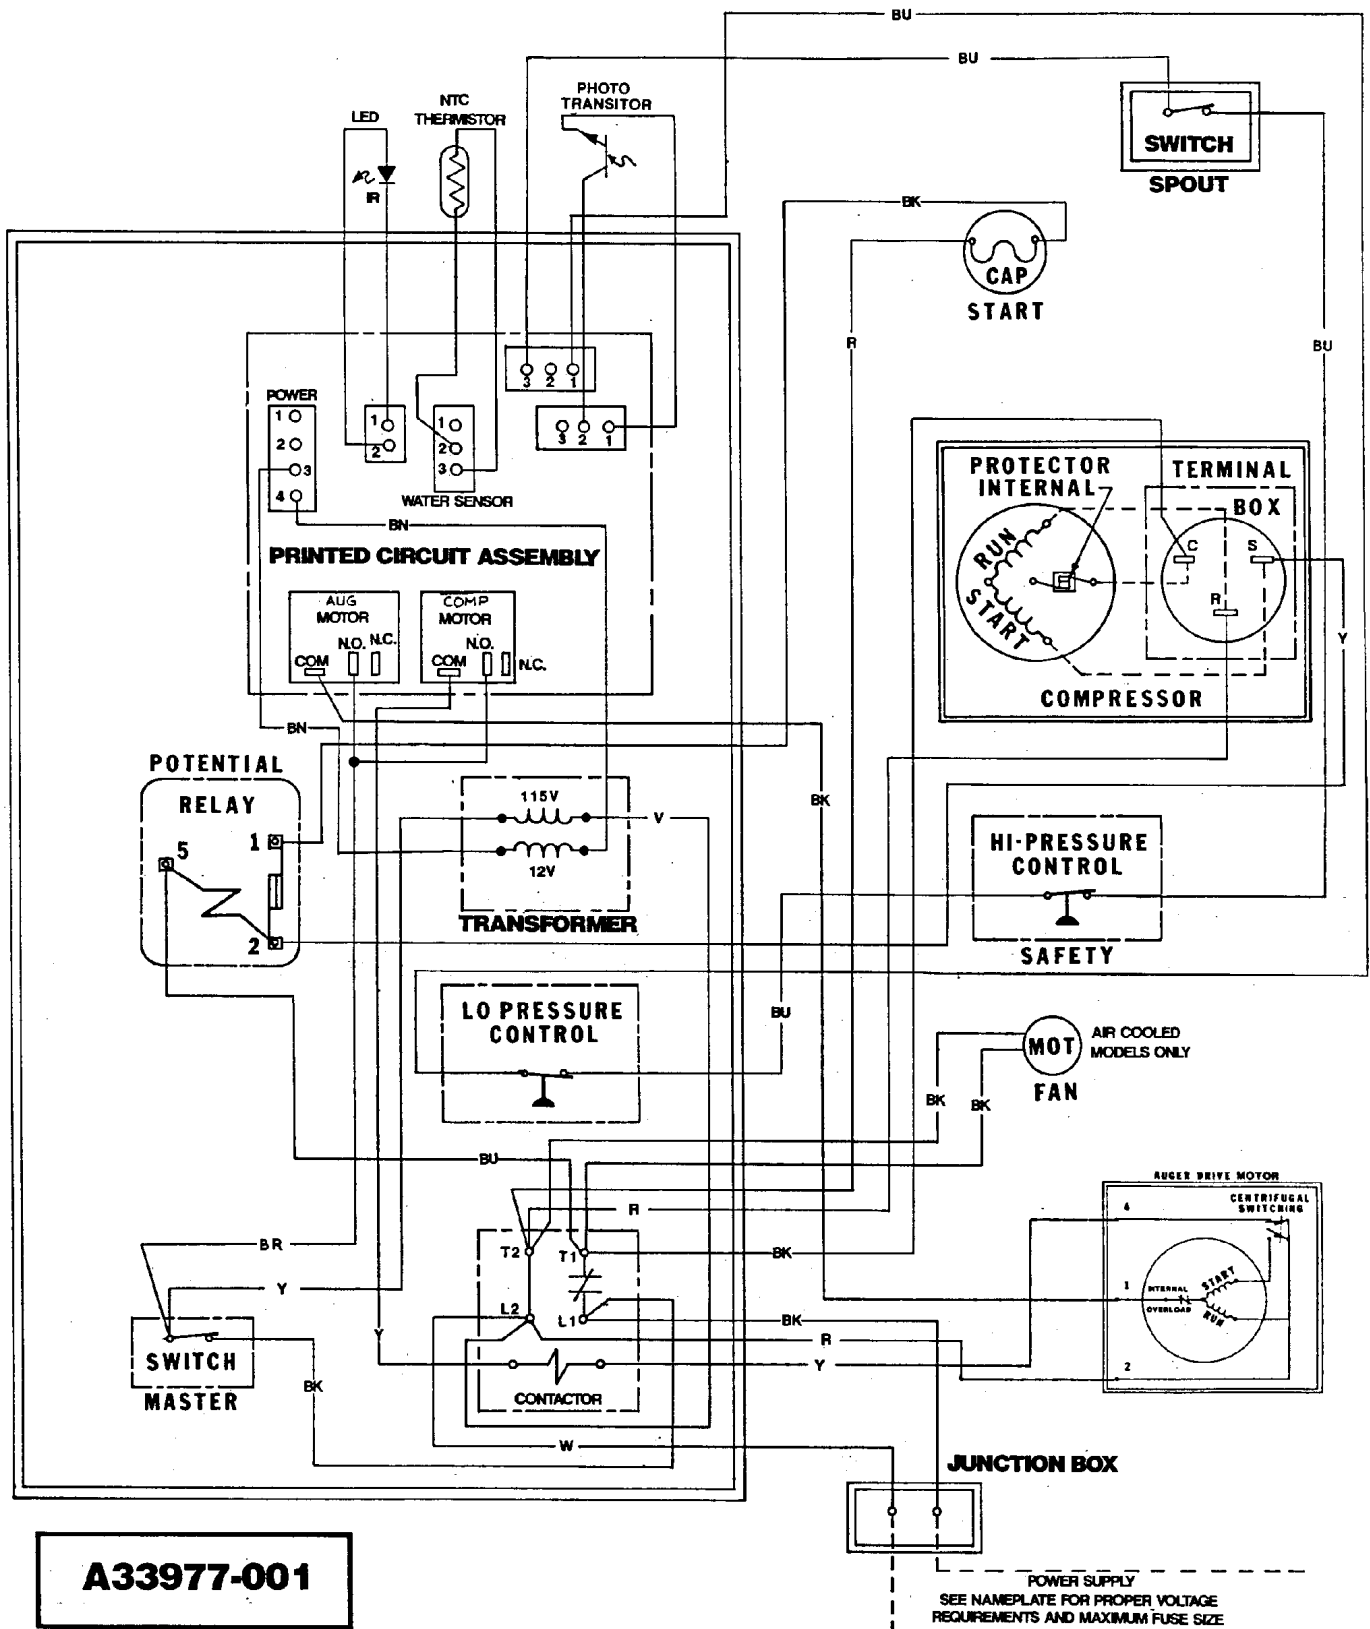 BU
BU
PHOTO
TRANSITOR
NTC
THERMISTOR
LED
IR
SWITCH
SPOUT
BK
CAP
START
R
BU
3 2 1
POWER
1
2
3
4
1
2
1
2
3
3 2 1
WATER SENSOR
BN
PRINTED CIRCUIT ASSEMBLY
PROTECTOR
INTERNAL
TERMINAL
BOX
RUN
START
C
S
R
Y
COMPRESSOR
AUG
MOTOR
COM
N.O.
N.C.
COMP
MOTOR
COM
N.O.
N.C.
BN
POTENTIAL
RELAY
1
5
2
115V
12V
V
TRANSFORMER
BK
HI-PRESSURE
CONTROL
SAFETY
LO PRESSURE
CONTROL
BU
MOT
FAN
AIR COOLED
MODELS ONLY
BK
BK
BU
R
AUGER DRIVE MOTOR
CENTRIFUGAL
SWITCHING
4
1
2
INTERNAL
OVERLOAD
START
RUN
BR
Y
T2
T1
BK
L2
L1
BK
R
Y
Y
CONTACTOR
SWITCH
MASTER
BK
W
JUNCTION BOX
A33977-001
POWER SUPPLY
SEE NAMEPLATE FOR PROPER VOLTAGE
REQUIREMENTS AND MAXIMUM FUSE SIZE